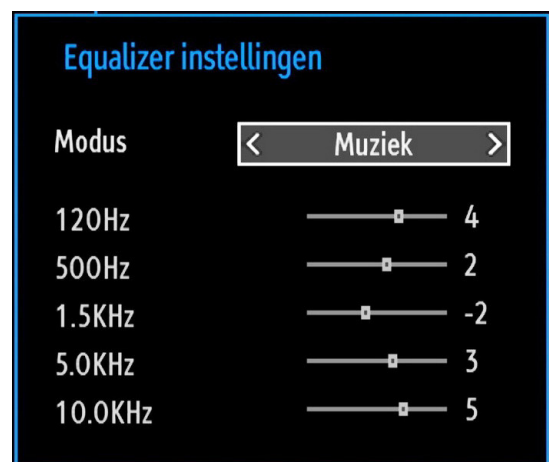 Equalizer instellingen
Modus < Muziek >
120Hz 4
500Hz 2
1.5KHz -2
5.0KHz 3
10.0KHz 5